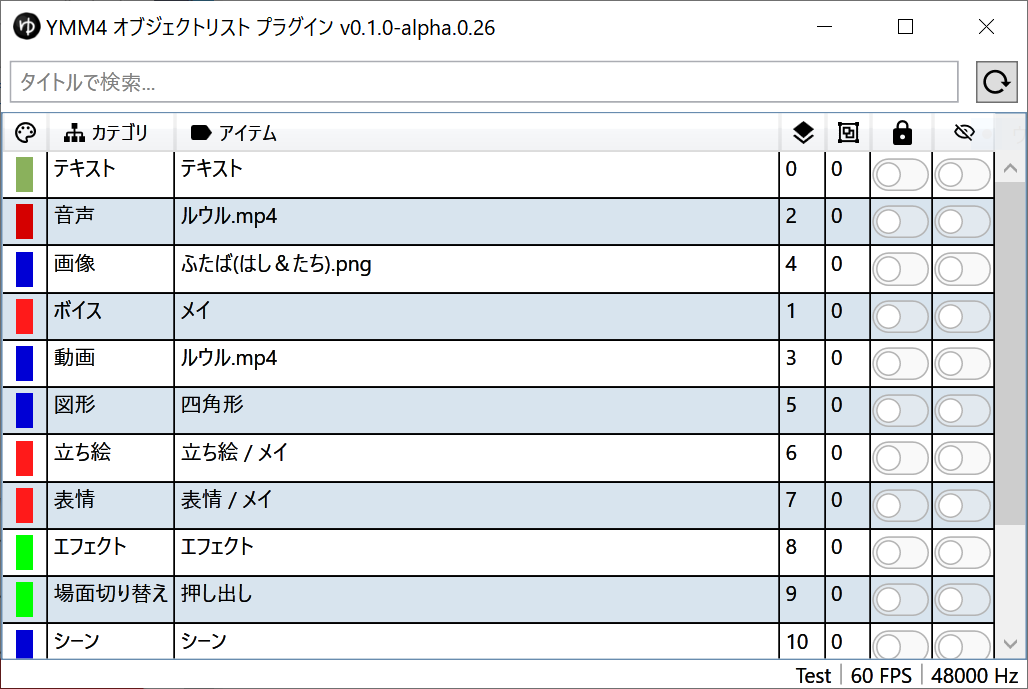 ゆ YMM4 オブジェクトリスト プラグイン v0.1.0-alpha.0.26
タイトルで検索...
カテゴリ アイテム
テキスト テキスト 0 0
音声 ルウル.mp4 2 0
画像 ふたば(はし＆たち).png 4 0
ボイス メイ 1 0
動画 ルウル.mp4 3 0
図形 四角形 5 0
立ち絵 立ち絵 / メイ 6 0
表情 表情 / メイ 7 0
エフェクト エフェクト 8 0
場面切り替え 押し出し 9 0
シーン シーン 10 0
Test 60 FPS 48000 Hz